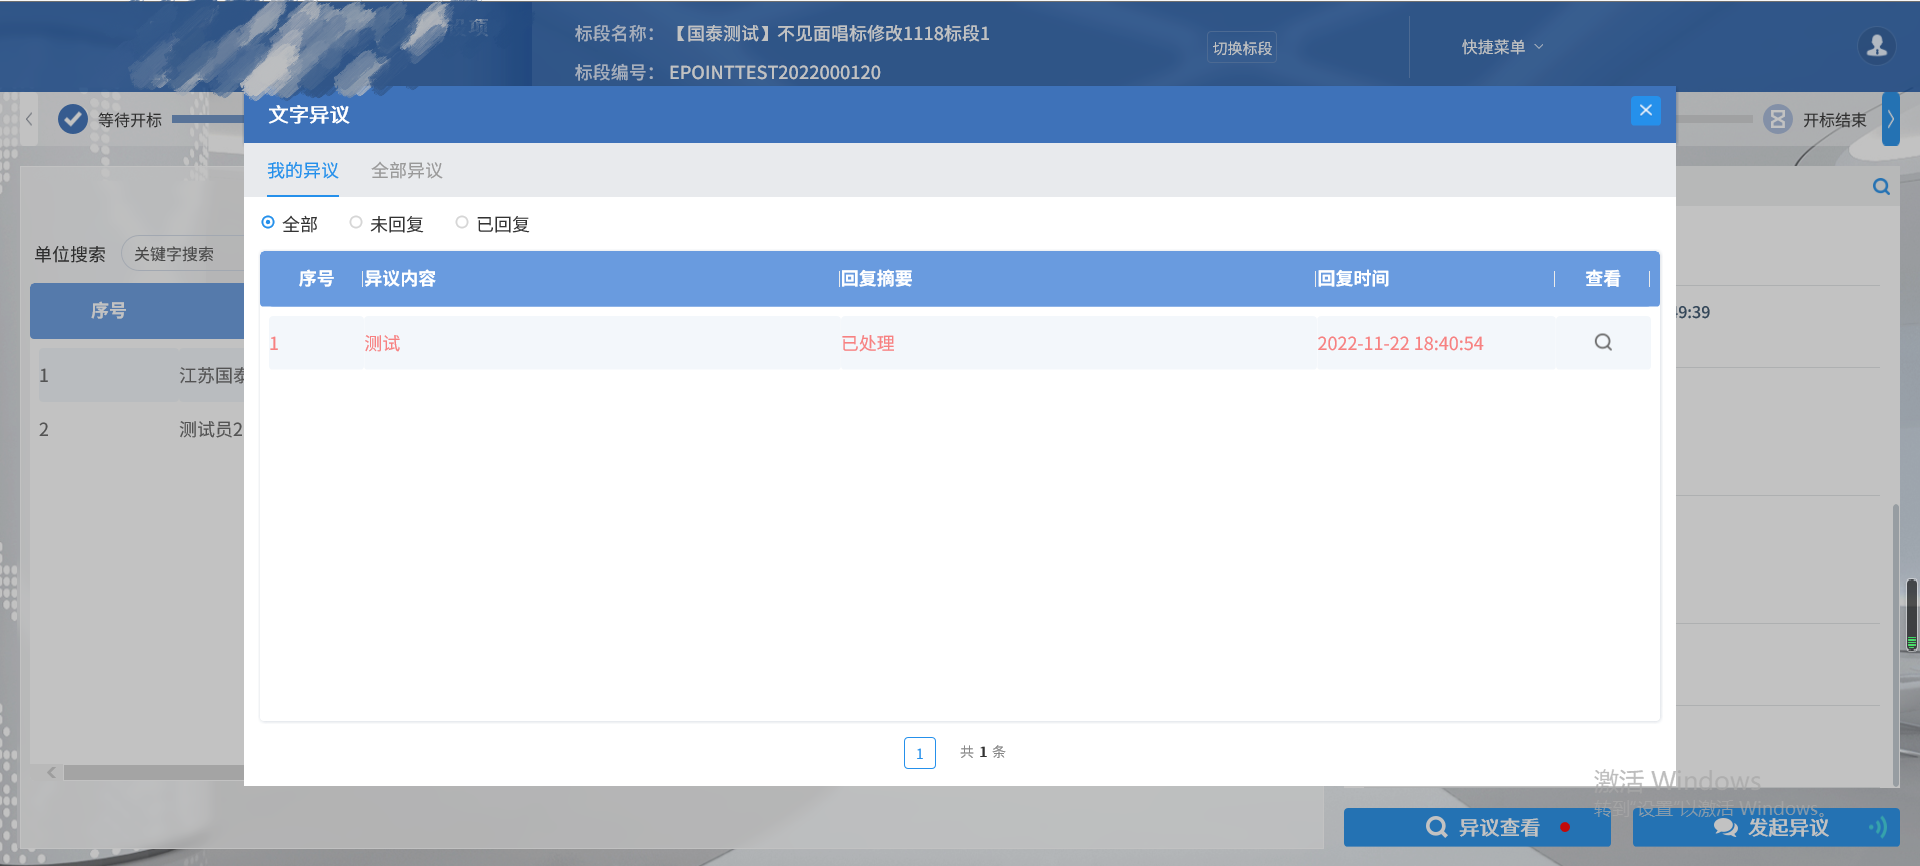 段项
标段名称： 【国泰测试】不见面唱标修改1118标段1
标段编号： EPOINTTEST2022000120
切换标段
快捷菜单
等待开标
开标结束
文字异议
我的异议 全部异议
全部 未回复 已回复
单位搜索 关键字搜索
序号 异议内容 回复摘要 回复时间 查看
序号
9:39
1 测试 已处理 2022-11-22 18:40:54
1 江苏国泰
2 测试员2
1 共 1 条
激活 Windows
转到"设置"以激活 Windows。
异议查看
发起异议